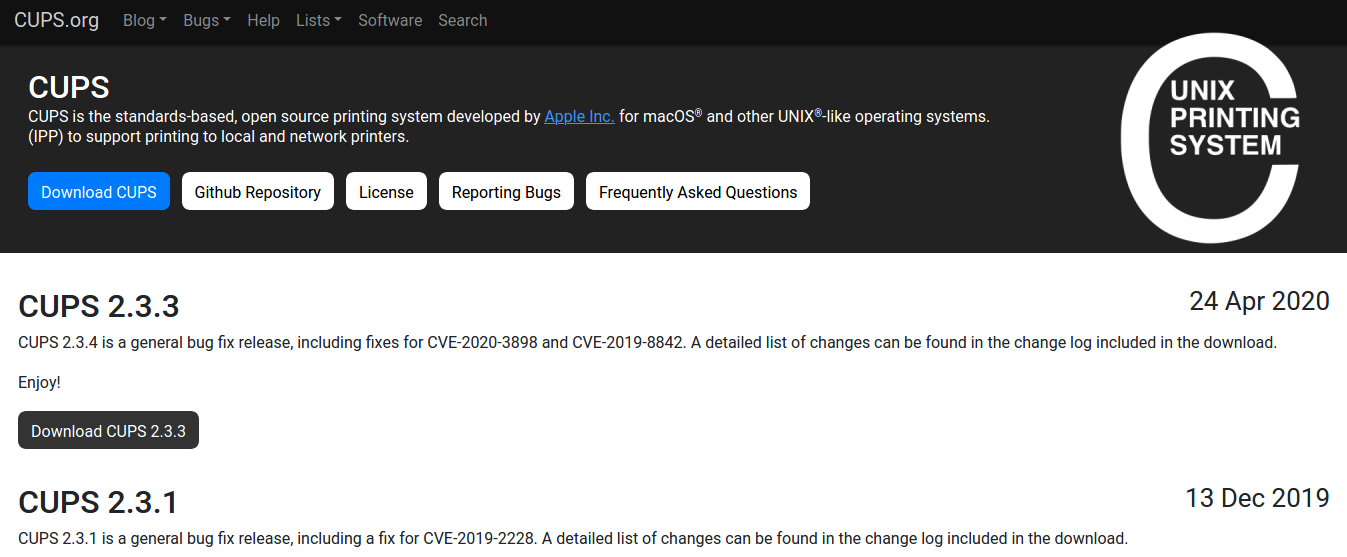 CUPS.org Blog Bugs Help Lists Software Search
UNIX
PRINTING
SYSTEM
CUPS
CUPS is the standards-based, open source printing system developed by Apple Inc. for macOS® and other UNIX®-like operating systems.
(IPP) to support printing to local and network printers.
Download CUPS Github Repository License Reporting Bugs Frequently Asked Questions
CUPS 2.3.3 24 Apr 2020
CUPS 2.3.4 is a general bug fix release, including fixes for CVE-2020-3898 and CVE-2019-8842. A detailed list of changes can be found in the change log included in the download.
Enjoy!
Download CUPS 2.3.3
CUPS 2.3.1 13 Dec 2019
CUPS 2.3.1 is a general bug fix release, including a fix for CVE-2019-2228. A detailed list of changes can be found in the change log included in the download.